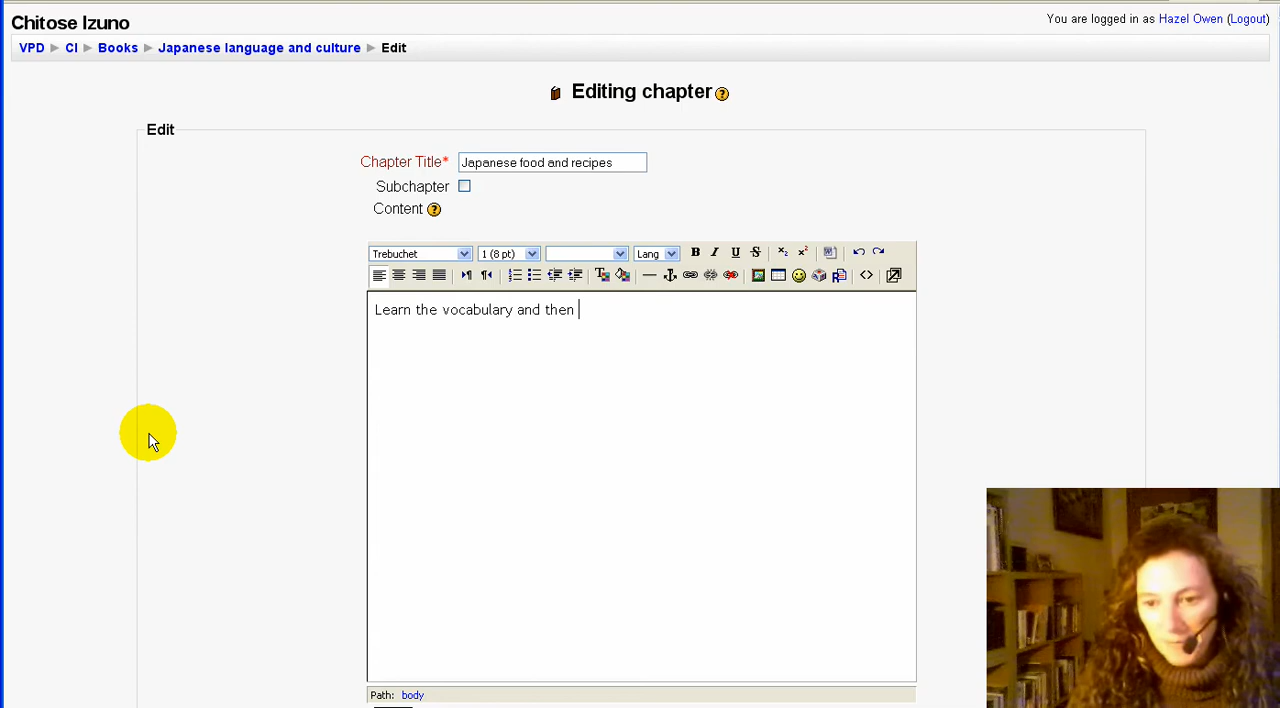 Chitose Izuno
You are logged in as Hazel Owen (Logout)
VPD ► CI ► Books ► Japanese language and culture ► Edit
Editing chapter
Edit
Chapter Title* Japanese food and recipes
Subchapter
Content
Trebuchet 1 (8 pt) Lang B I U S
Learn the vocabulary and then
Path: body